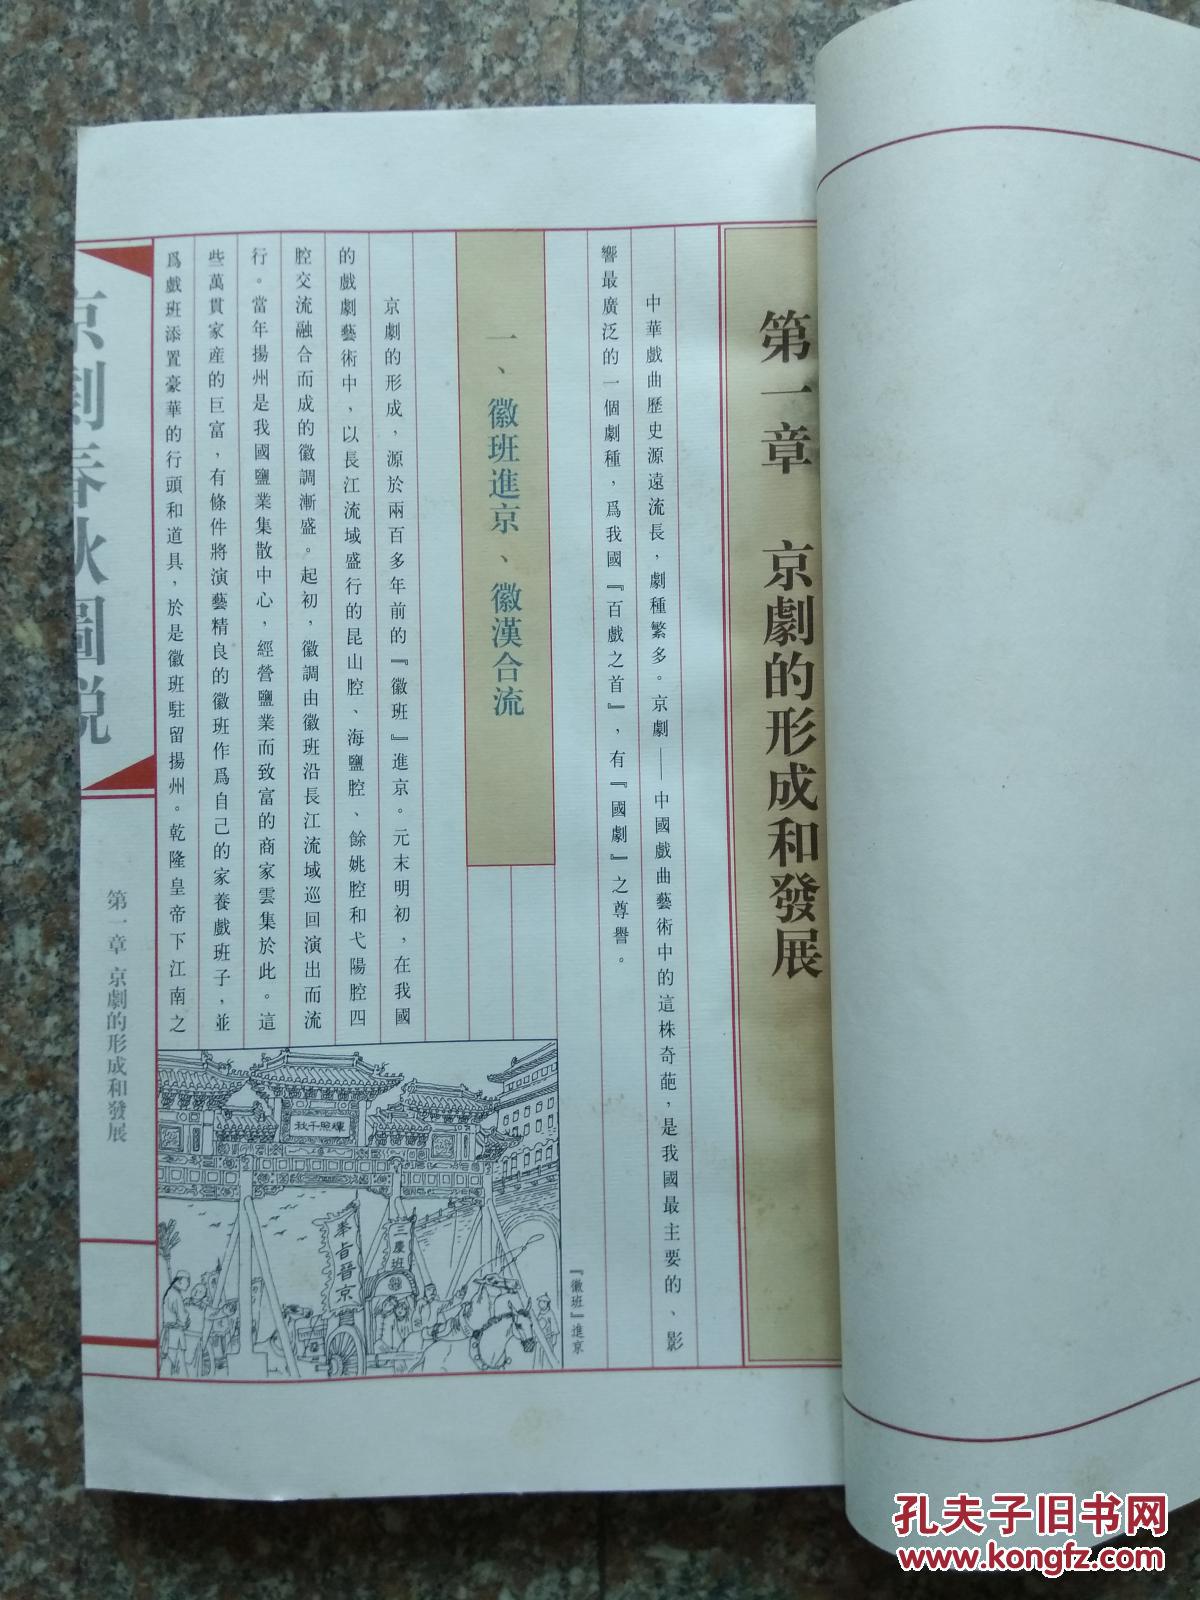 第一章 京劇的形成和發展
中華戲曲歷史源遠流長，劇種繁多。京劇——中國戲曲藝術中的這株奇葩，是我國最主要的、影
響最廣泛的一個劇種，爲我國『百戲之首』，有『國劇』之尊譽。
一、徽班進京、徽漢合流
京劇的形成，源於兩百多年前的『徽班』進京。元末明初，在我國
的戲劇藝術中，以長江流域盛行的昆山腔、海鹽腔、餘姚腔和弋陽腔四
腔交流融合而成的徽調漸盛。起初，徽調由徽班沿長江流域巡回演出而流
行。當年揚州是我國鹽業集散中心，經營鹽業而致富的商家雲集於此。這
些萬貫家産的巨富，有條件將演藝精良的徽班作爲自己的家養戲班子，並
爲戲班添置豪華的行頭和道具，於是徽班駐留揚州。乾隆皇帝下江南之
輝照千秋
三慶班
奉旨晉京
『徽班』進京
京劇春秋圖説
第一章 京劇的形成和發展
孔夫子旧书网
www.kongfz.com